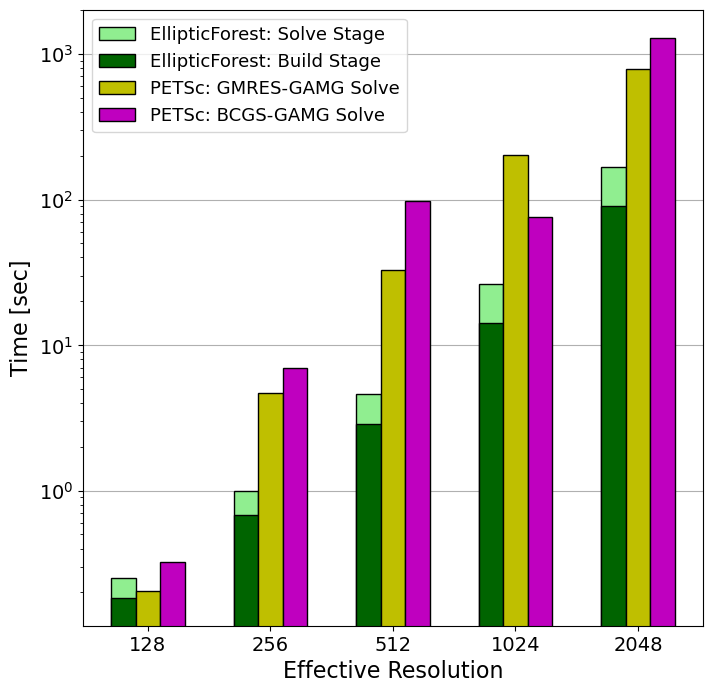 EllipticForest: Solve Stage
EllipticForest: Build Stage
PETSc: GMRES-GAMG Solve
PETSc: BCGS-GAMG Solve
10³
10²
10¹
10⁰
Time [sec]
128 256 512 1024 2048
Effective Resolution